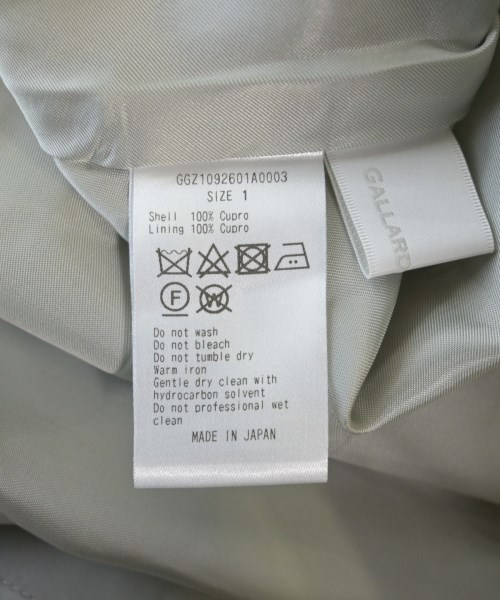 GGZ1092601A0003
SIZE 1
Shell 100% Cupro
Lining 100% Cupro
F
W
Do not wash
Do not bleach
Do not tumble dry
Warm iron
Gentle dry clean with
hydrocarbon solvent
Do not professional wet
clean
MADE IN JAPAN
GALLARD